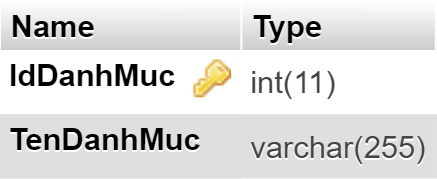 Name Type
IdDanhMuc int(11)
TenDanhMuc varchar(255)